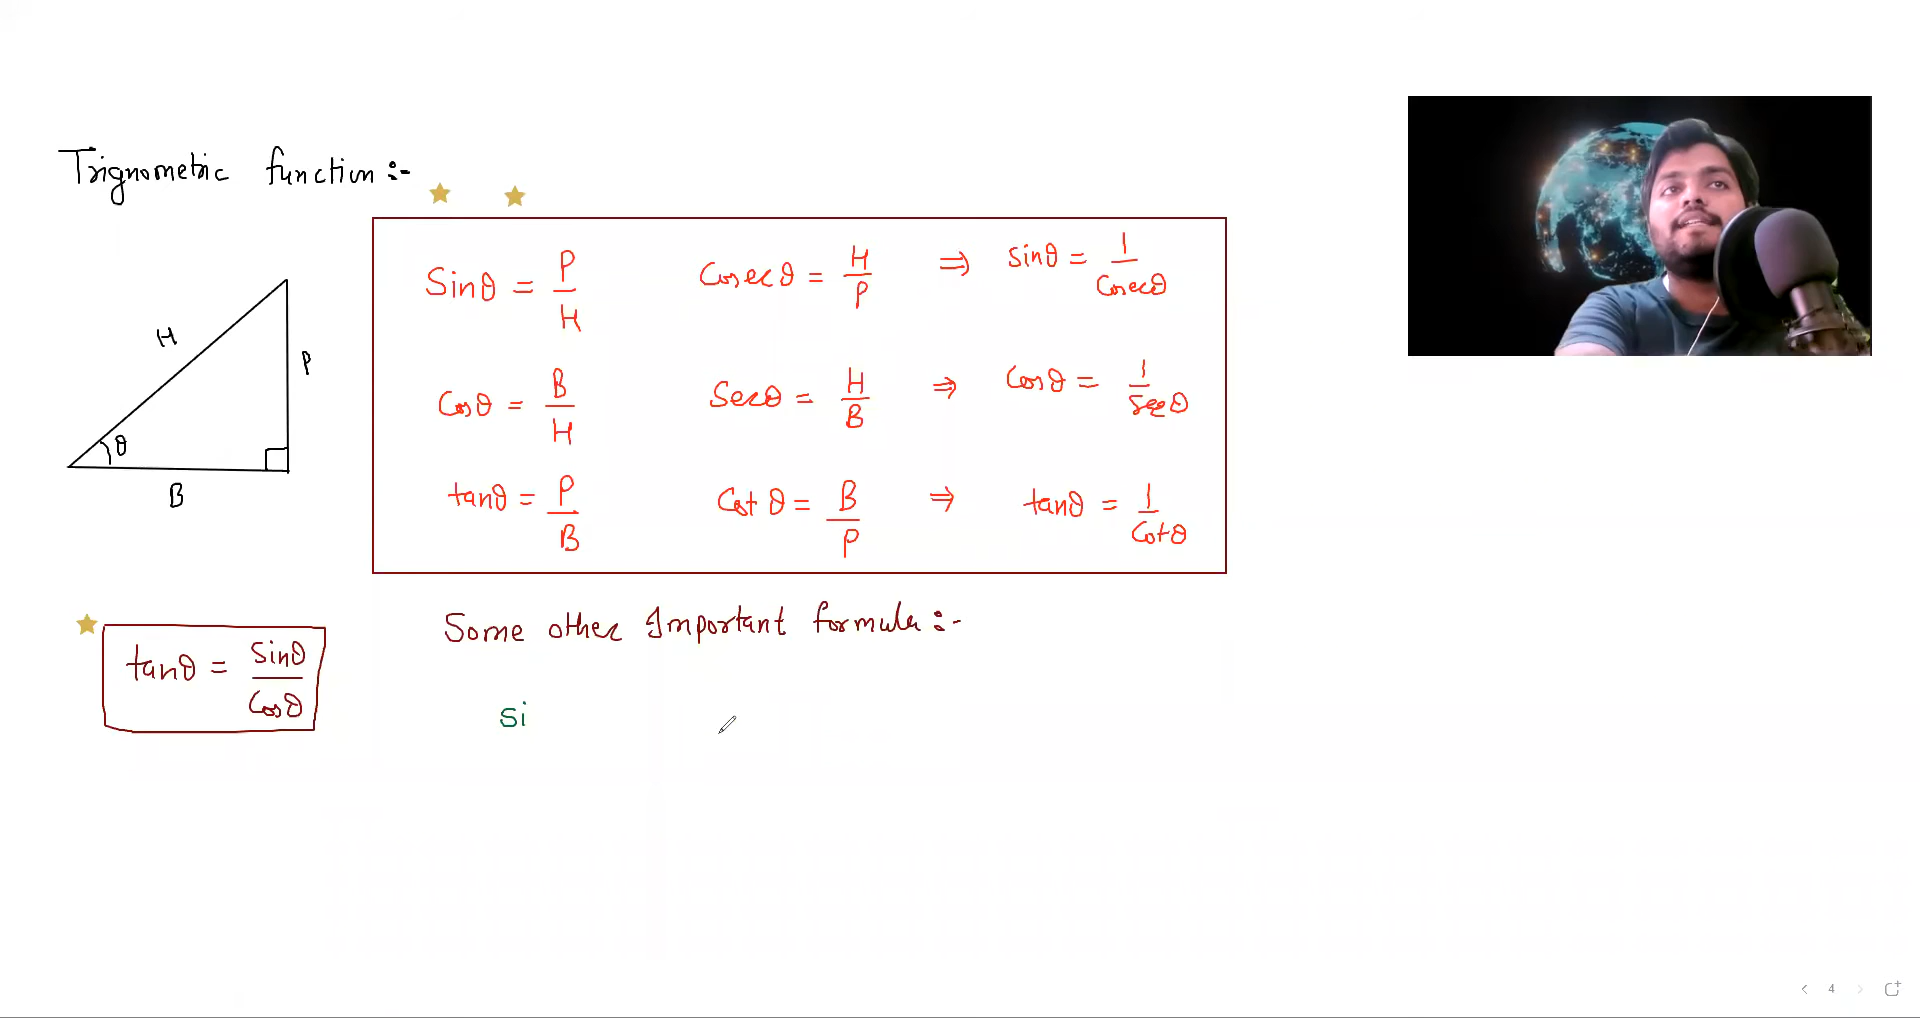 Trignometric function :-
H
P
θ
B
Sinθ = P/H    Cosecθ = H/P    ⇒ sinθ = 1/Cosecθ
Cosθ = B/H    Secθ = H/B    ⇒ Cosθ = 1/Secθ
tanθ = P/B    Cotθ = B/P    ⇒ tanθ = 1/Cotθ
tanθ = sinθ/Cosθ
Some other Important formula :-
Si
< 4 >